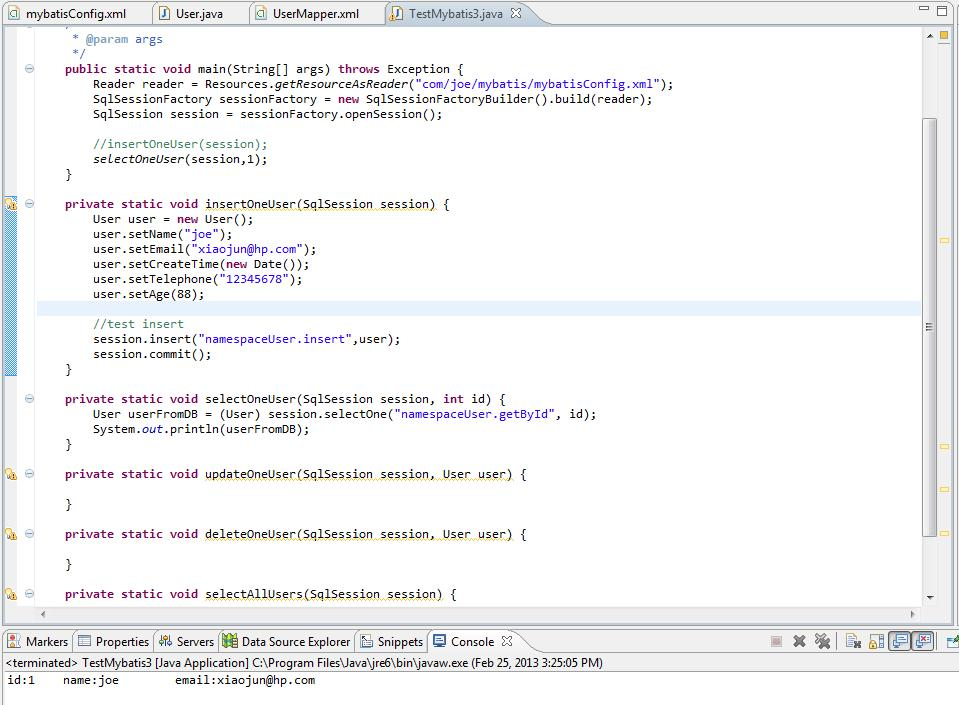 mybatisConfig.xml User.java UserMapper.xml TestMybatis3.java
* @param args
*/
public static void main(String[] args) throws Exception {
Reader reader = Resources.getResourceAsReader("com/joe/mybatis/mybatisConfig.xml");
SqlSessionFactory sessionFactory = new SqlSessionFactoryBuilder().build(reader);
SqlSession session = sessionFactory.openSession();
//insertOneUser(session);
selectOneUser(session,1);
}
private static void insertOneUser(SqlSession session) {
User user = new User();
user.setName("joe");
user.setEmail("xiaojun@hp.com");
user.setCreateTime(new Date());
user.setTelephone("12345678");
user.setAge(88);
//test insert
session.insert("namespaceUser.insert",user);
session.commit();
}
private static void selectOneUser(SqlSession session, int id) {
User userFromDB = (User) session.selectOne("namespaceUser.getById", id);
System.out.println(userFromDB);
}
private static void updateOneUser(SqlSession session, User user) {
}
private static void deleteOneUser(SqlSession session, User user) {
}
private static void selectAllUsers(SqlSession session) {
Markers Properties Servers Data Source Explorer Snippets Console
<terminated> TestMybatis3 [Java Application] C:\Program Files\Java\jre6\bin\javaw.exe (Feb 25, 2013 3:25:05 PM)
id:1 name:joe email:xiaojun@hp.com